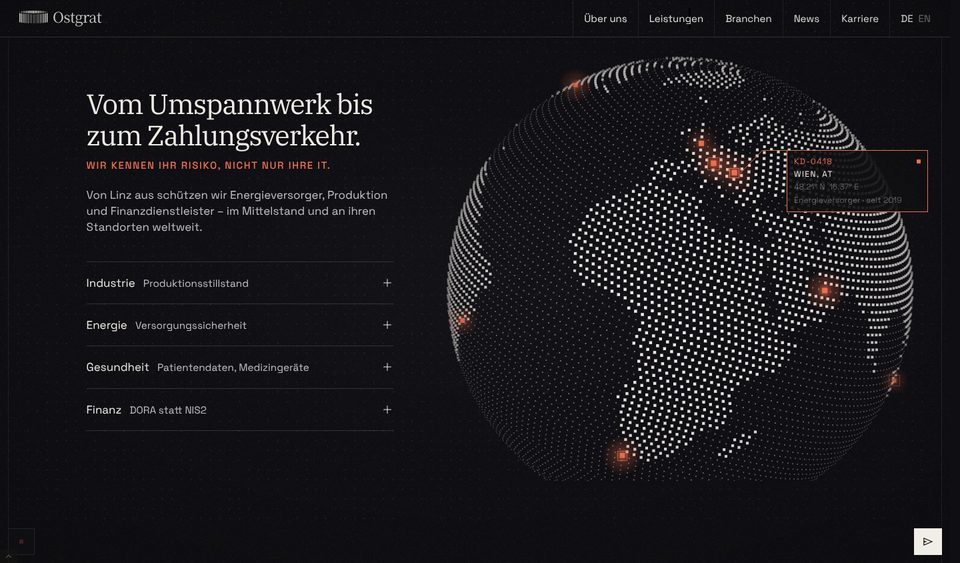 Ostgrat
Über uns
Leistungen
Branchen
News
Karriere
DE EN
Vom Umspannwerk bis
zum Zahlungsverkehr.
WIR KENNEN IHR RISIKO, NICHT NUR IHRE IT.
Von Linz aus schützen wir Energieversorger, Produktion
und Finanzdienstleister – im Mittelstand und an ihren
Standorten weltweit.
Industrie Produktionsstillstand
Energie Versorgungssicherheit
Gesundheit Patientendaten, Medizingeräte
Finanz DORA statt NIS2
KD-0418
WIEN, AT
48.21° N, 16.37° E
Energieversorger · seit 2019